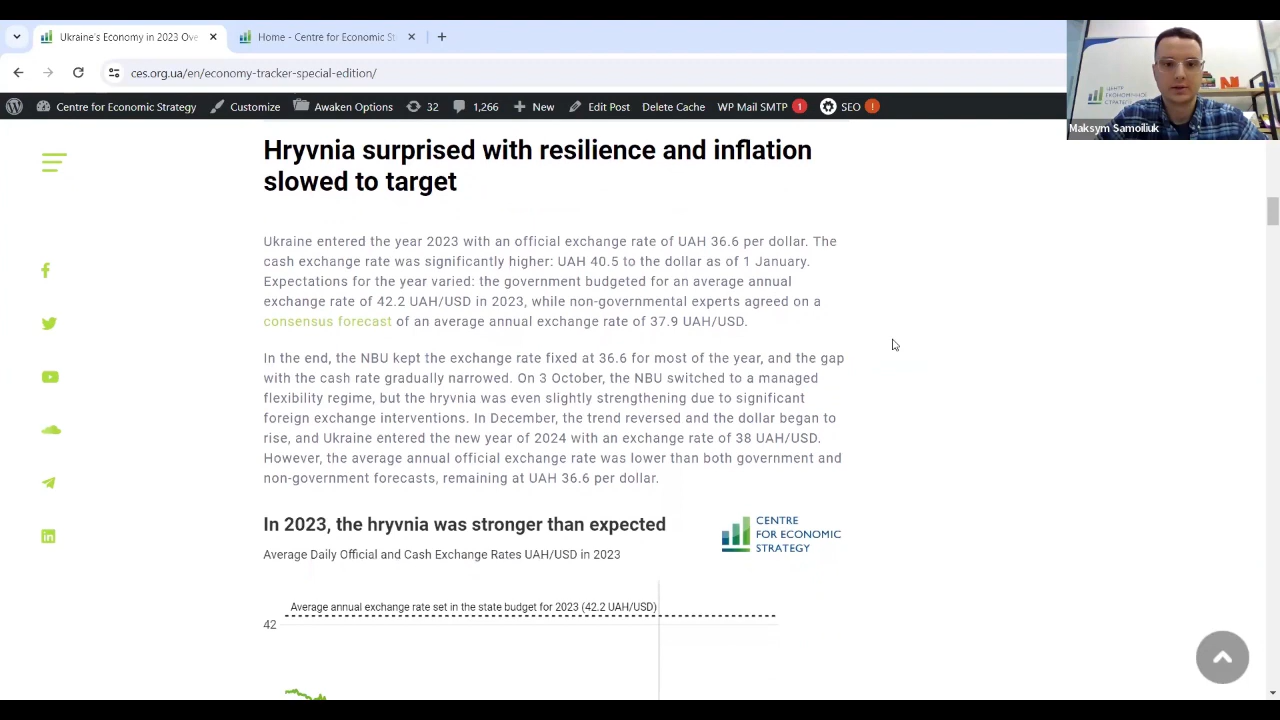 Ukraine's Economy in 2023 Ove
Home - Centre for Economic St
ces.org.ua/en/economy-tracker-special-edition/
Centre for Economic Strategy Customize Awaken Options 32 1,266 New Edit Post Delete Cache WP Mail SMTP 1 SEO !
ЦЕНТР
ЕКОНОМІЧНОЇ
СТРАТЕГІЇ
Maksym Samoiliuk
Hryvnia surprised with resilience and inflation
slowed to target
Ukraine entered the year 2023 with an official exchange rate of UAH 36.6 per dollar. The
cash exchange rate was significantly higher: UAH 40.5 to the dollar as of 1 January.
Expectations for the year varied: the government budgeted for an average annual
exchange rate of 42.2 UAH/USD in 2023, while non-governmental experts agreed on a
consensus forecast of an average annual exchange rate of 37.9 UAH/USD.
In the end, the NBU kept the exchange rate fixed at 36.6 for most of the year, and the gap
with the cash rate gradually narrowed. On 3 October, the NBU switched to a managed
flexibility regime, but the hryvnia was even slightly strengthening due to significant
foreign exchange interventions. In December, the trend reversed and the dollar began to
rise, and Ukraine entered the new year of 2024 with an exchange rate of 38 UAH/USD.
However, the average annual official exchange rate was lower than both government and
non-government forecasts, remaining at UAH 36.6 per dollar.
In 2023, the hryvnia was stronger than expected
CENTRE
FOR ECONOMIC
STRATEGY
Average Daily Official and Cash Exchange Rates UAH/USD in 2023
Average annual exchange rate set in the state budget for 2023 (42.2 UAH/USD)
42